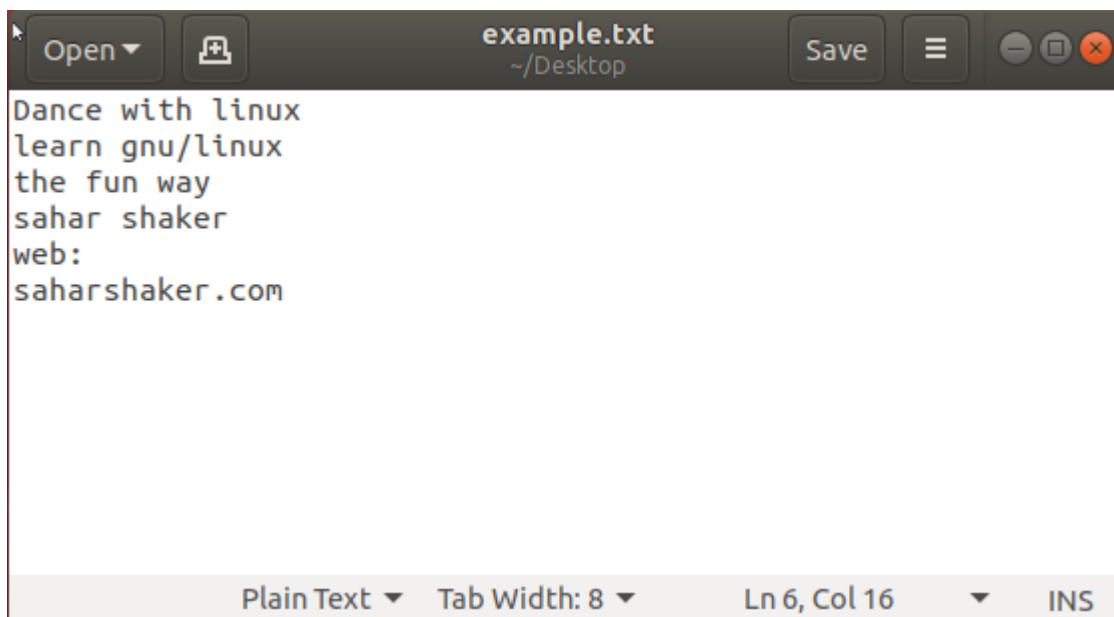 Open
example.txt
~/Desktop
Save
Dance with linux
learn gnu/linux
the fun way
sahar shaker
web:
saharshaker.com
Plain Text Tab Width: 8 Ln 6, Col 16 INS